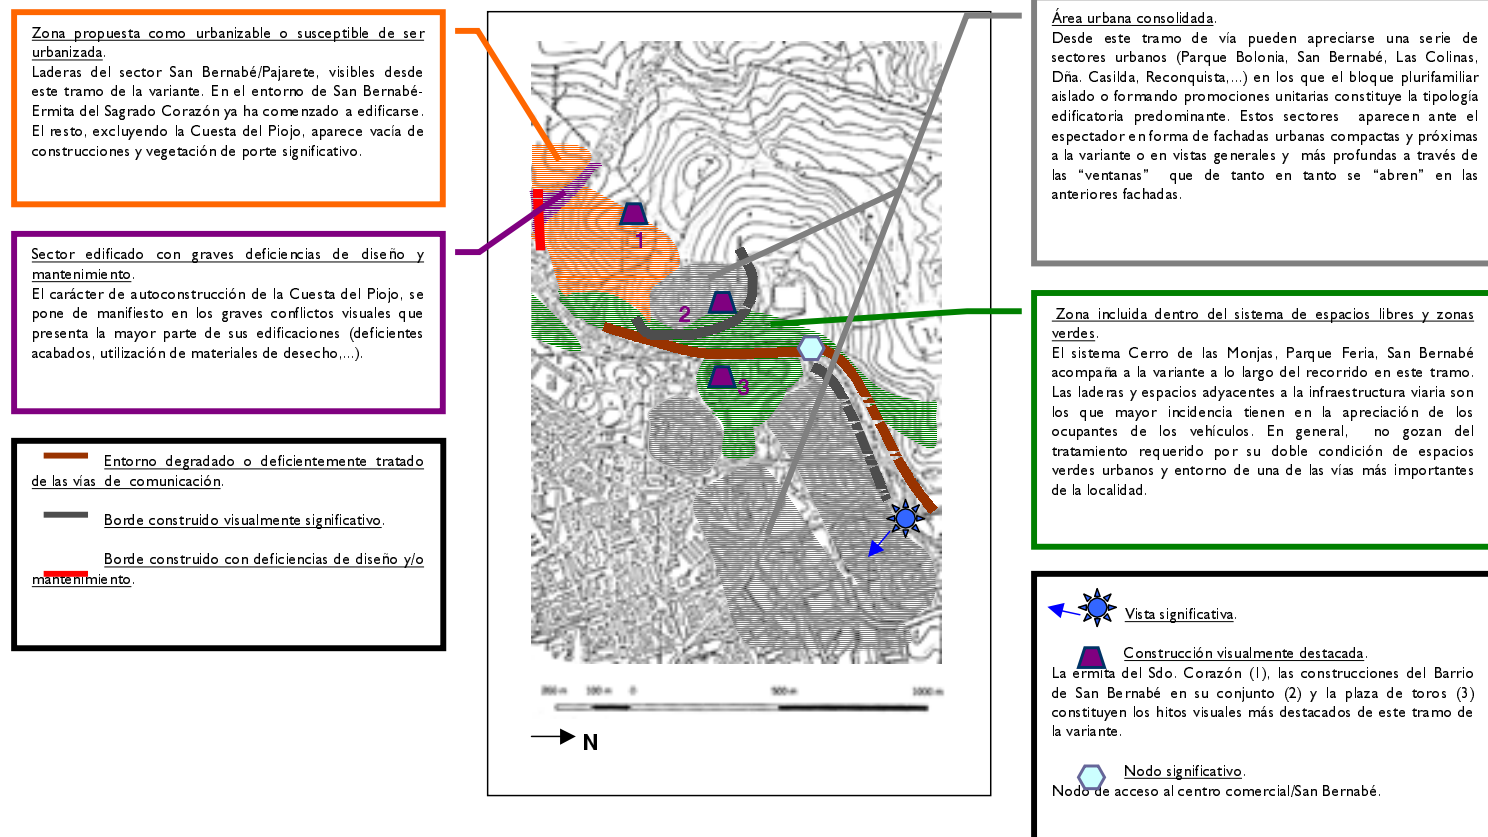 Zona propuesta como urbanizable o susceptible de ser
urbanizada.
Laderas del sector San Bernabé/Pajarete, visibles desde
este tramo de la variante. En el entorno de San Bernabé-
Ermita del Sagrado Corazón ya ha comenzado a edificarse.
El resto, excluyendo la Cuesta del Piojo, aparece vacía de
construcciones y vegetación de porte significativo.
Sector edificado con graves deficiencias de diseño y
mantenimiento.
El carácter de autoconstrucción de la Cuesta del Piojo, se
pone de manifiesto en los graves conflictos visuales que
presenta la mayor parte de sus edificaciones (deficientes
acabados, utilización de materiales de desecho,...).
Entorno degradado o deficientemente tratado
de las vías de comunicación.
Borde construido visualmente significativo.
Borde construido con deficiencias de diseño y/o
mantenimiento.
1
2
3
200 m 100 m 0 500 m 1000 m
N
Área urbana consolidada.
Desde este tramo de vía pueden apreciarse una serie de
sectores urbanos (Parque Bolonia, San Bernabé, Las Colinas,
Dña. Casilda, Reconquista,...) en los que el bloque plurifamiliar
aislado o formando promociones unitarias constituye la tipología
edificatoria predominante. Estos sectores aparecen ante el
espectador en forma de fachadas urbanas compactas y próximas
a la variante o en vistas generales y más profundas a través de
las “ventanas” que de tanto en tanto se “abren” en las
anteriores fachadas.
Zona incluida dentro del sistema de espacios libres y zonas
verdes.
El sistema Cerro de las Monjas, Parque Feria, San Bernabé
acompaña a la variante a lo largo del recorrido en este tramo.
Las laderas y espacios adyacentes a la infraestructura viaria son
los que mayor incidencia tienen en la apreciación de los
ocupantes de los vehículos. En general, no gozan del
tratamiento requerido por su doble condición de espacios
verdes urbanos y entorno de una de las vías más importantes
de la localidad.
Vista significativa.
Construcción visualmente destacada.
La ermita del Sdo. Corazón (1), las construcciones del Barrio
de San Bernabé en su conjunto (2) y la plaza de toros (3)
constituyen los hitos visuales más destacados de este tramo de
la variante.
Nodo significativo.
Nodo de acceso al centro comercial/San Bernabé.